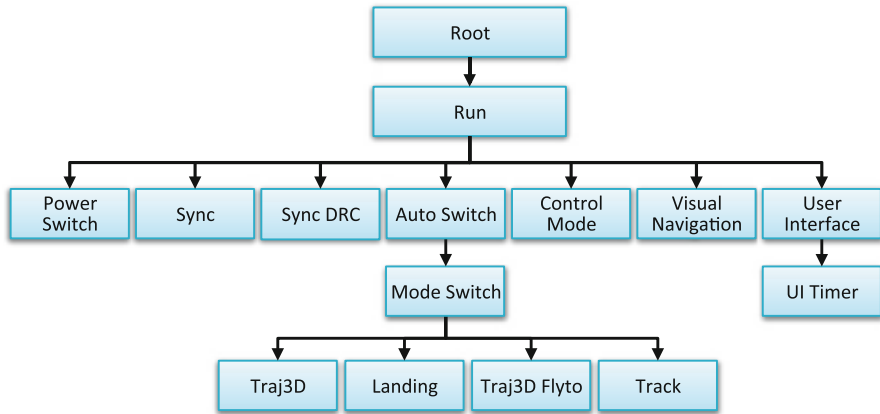 Root
Run
Power
Switch
Sync
Sync DRC
Auto Switch
Control
Mode
Visual
Navigation
User
Interface
Mode Switch
UI Timer
Traj3D
Landing
Traj3D Flyto
Track